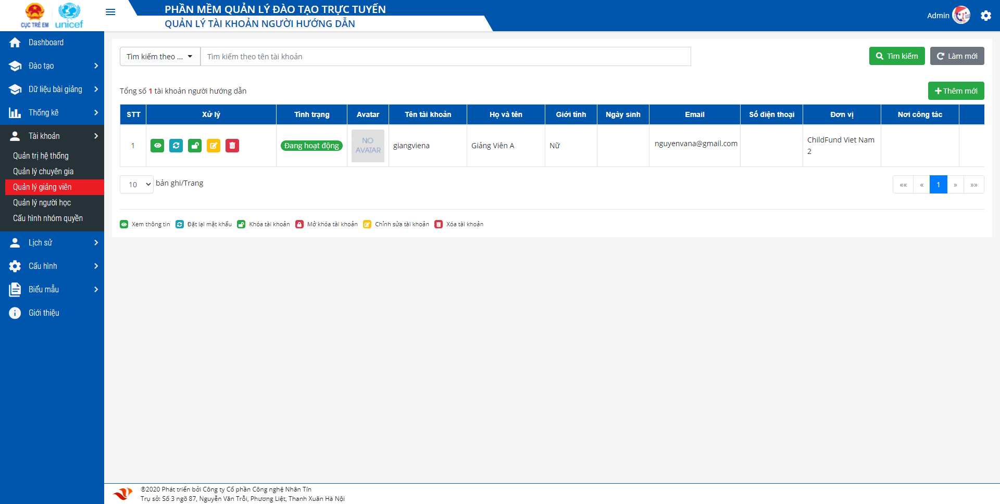 CỤC TRẺ EM
unicef
PHẦN MỀM QUẢN LÝ ĐÀO TẠO TRỰC TUYẾN
QUẢN LÝ TÀI KHOẢN NGƯỜI HƯỚNG DẪN
Admin
Dashboard
Đào tạo
Dữ liệu bài giảng
Thống kê
Tài khoản
Quản trị hệ thống
Quản lý chuyên gia
Quản lý giảng viên
Quản lý người học
Cấu hình nhóm quyền
Lịch sử
Cấu hình
Biểu mẫu
Giới thiệu
Tìm kiếm theo ... Tìm kiếm theo tên tài khoản Tìm kiếm Làm mới
Tổng số 1 tài khoản người hướng dẫn Thêm mới
STT Xử lý Tình trạng Avatar Tên tài khoản Họ và tên Giới tính Ngày sinh Email Số điện thoại Đơn vị Nơi công tác
1 Đang hoạt động NO AVATAR giangviena Giảng Viên A Nữ nguyenvana@gmail.com ChildFund Viet Nam 2
10 bản ghi/Trang «« « 1 » »»
Xem thông tin Đặt lại mật khẩu Khóa tài khoản Mở khóa tài khoản Chỉnh sửa tài khoản Xóa tài khoản
®2020 Phát triển bởi Công ty Cổ phần Công nghệ Nhân Tín
Trụ sở: Số 3 ngõ 87, Nguyễn Văn Trỗi, Phương Liệt, Thanh Xuân Hà Nội